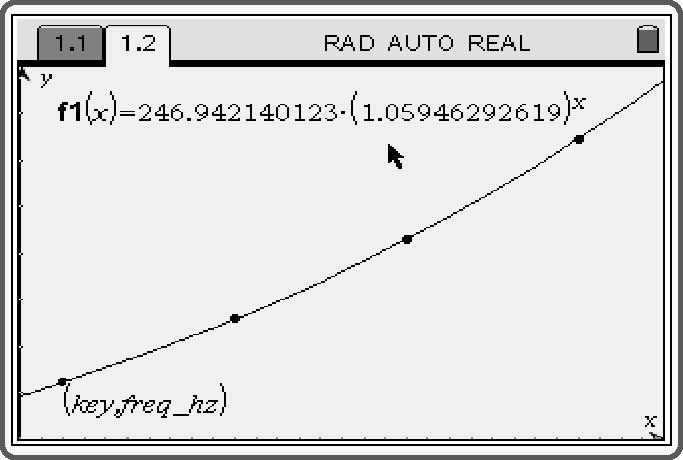 1.1 1.2 RAD AUTO REAL
y
f1(x)=246.942140123·(1.05946292619)^x
(key,freq_hz)
x